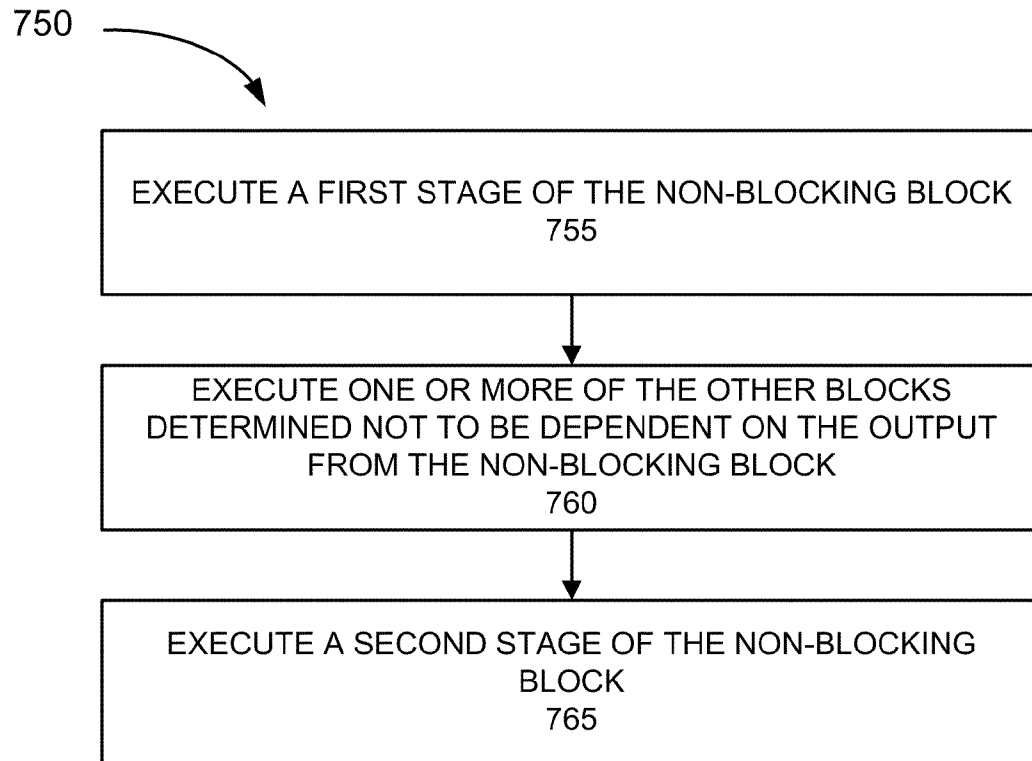 750
EXECUTE A FIRST STAGE OF THE NON-BLOCKING BLOCK
755
EXECUTE ONE OR MORE OF THE OTHER BLOCKS
DETERMINED NOT TO BE DEPENDENT ON THE OUTPUT
FROM THE NON-BLOCKING BLOCK
760
EXECUTE A SECOND STAGE OF THE NON-BLOCKING
BLOCK
765